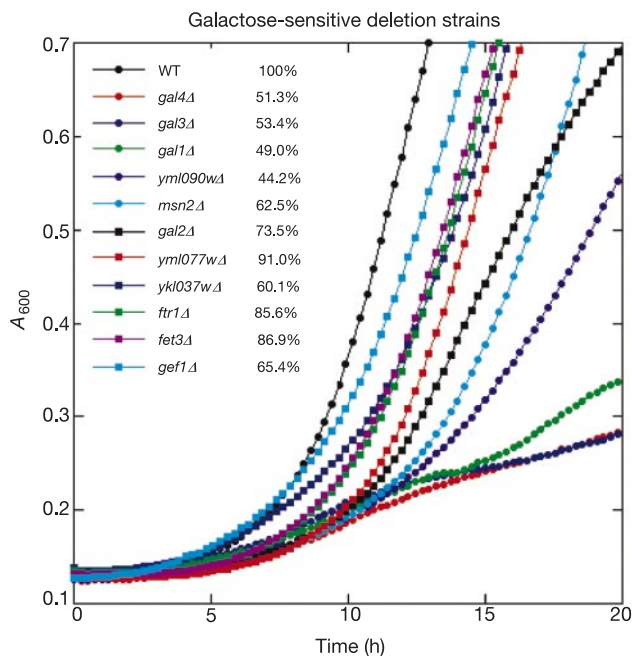 Galactose-sensitive deletion strains
0.7
0.6
0.5
0.4
0.3
0.2
0.1
A600
WT 100%
gal4Δ 51.3%
gal3Δ 53.4%
gal1Δ 49.0%
yml090wΔ 44.2%
msn2Δ 62.5%
gal2Δ 73.5%
yml077wΔ 91.0%
ykl037wΔ 60.1%
ftr1Δ 85.6%
fet3Δ 86.9%
gef1Δ 65.4%
0 5 10 15 20
Time (h)